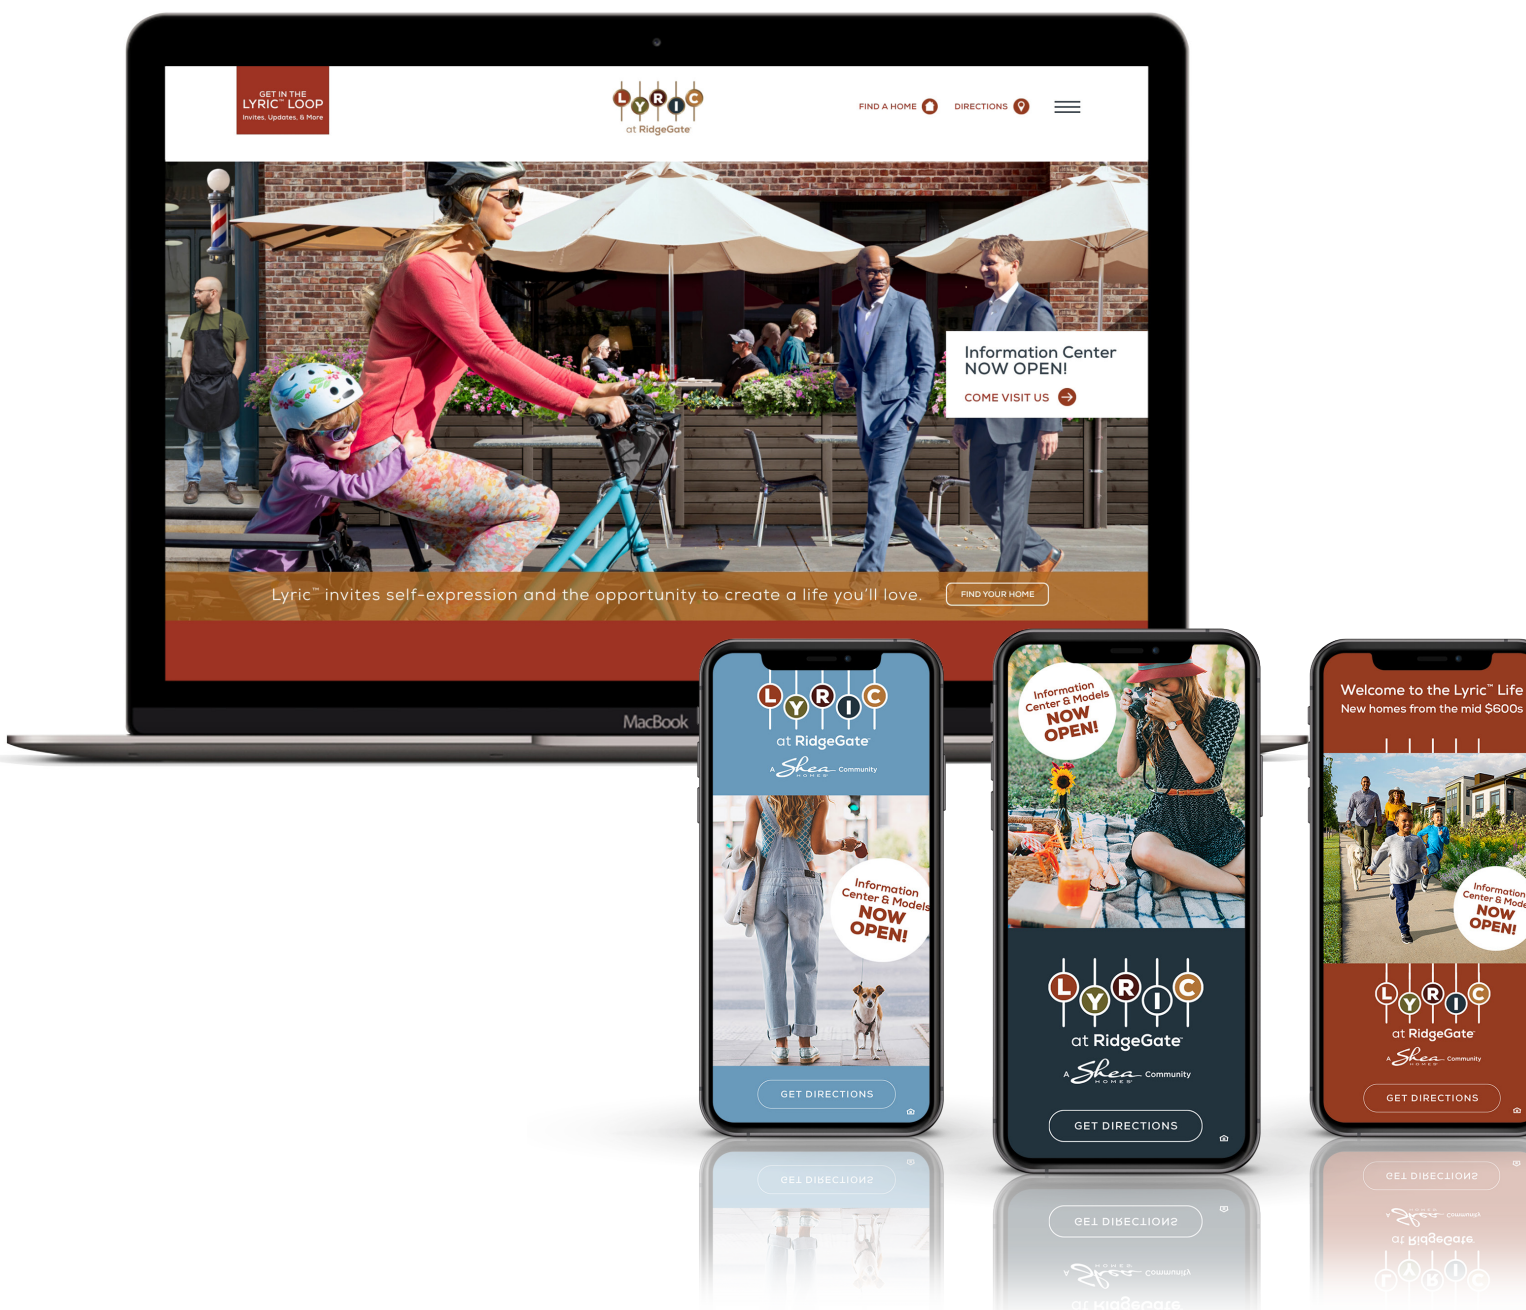 GET IN THE
LYRIC™ LOOP
Invites, Updates, & More
LYRIC
at RidgeGate
FIND A HOME
DIRECTIONS
Information Center
NOW OPEN!
COME VISIT US
Lyric™ invites self-expression and the opportunity to create a life you'll love.
FIND YOUR HOME
MacBook
LYRIC
at RidgeGate
A Shea Community
HOMES
Information
Center & Models
NOW
OPEN!
GET DIRECTIONS
Information
Center & Models
NOW
OPEN!
LYRIC
at RidgeGate
A Shea Community
HOMES
GET DIRECTIONS
Welcome to the Lyric™ Life
New homes from the mid $600s
Information
Center & Mode
NOW
OPEN!
LYRIC
at RidgeGate
A Shea Community
HOMES
GET DIRECTIONS